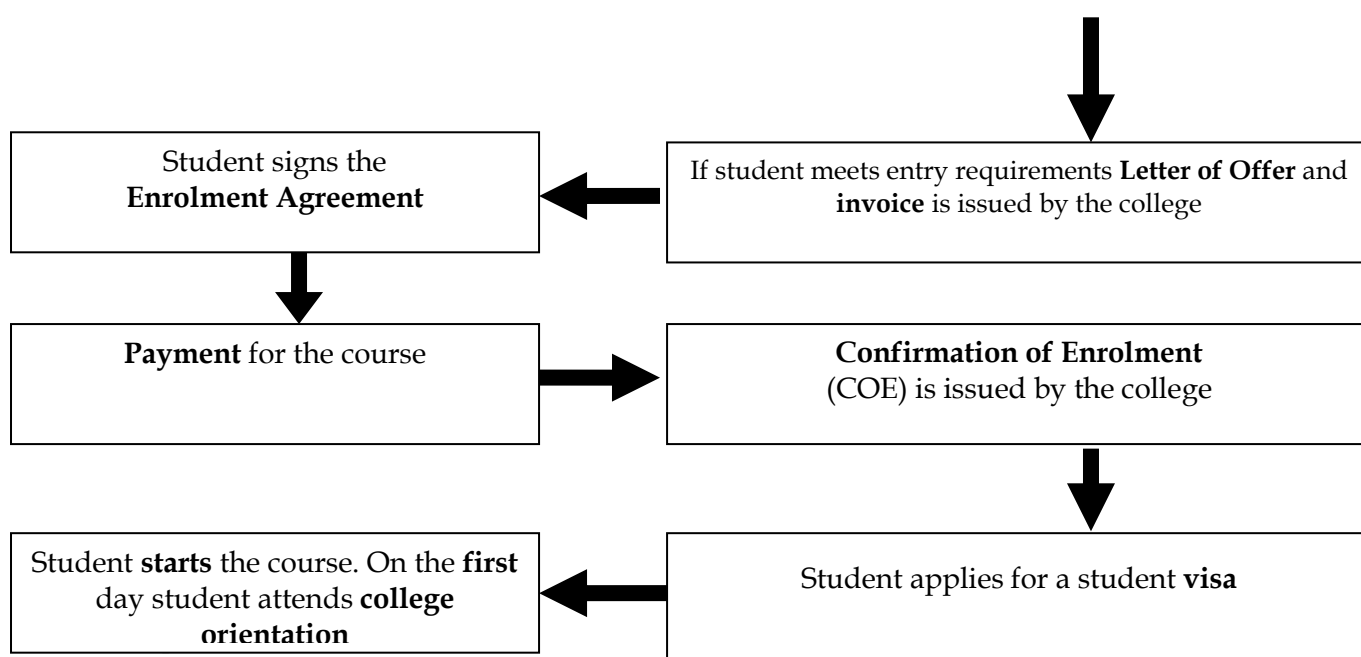 If student meets entry requirements Letter of Offer and
invoice is issued by the college
Student signs the
Enrolment Agreement
Payment for the course
Confirmation of Enrolment
(COE) is issued by the college
Student applies for a student visa
Student starts the course. On the first
day student attends college
orientation